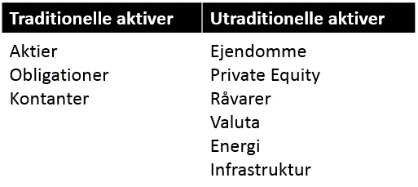 Traditionelle aktiver Utraditionelle aktiver
Aktier Ejendomme
Obligationer Private Equity
Kontanter Råvarer
Valuta
Energi
Infrastruktur